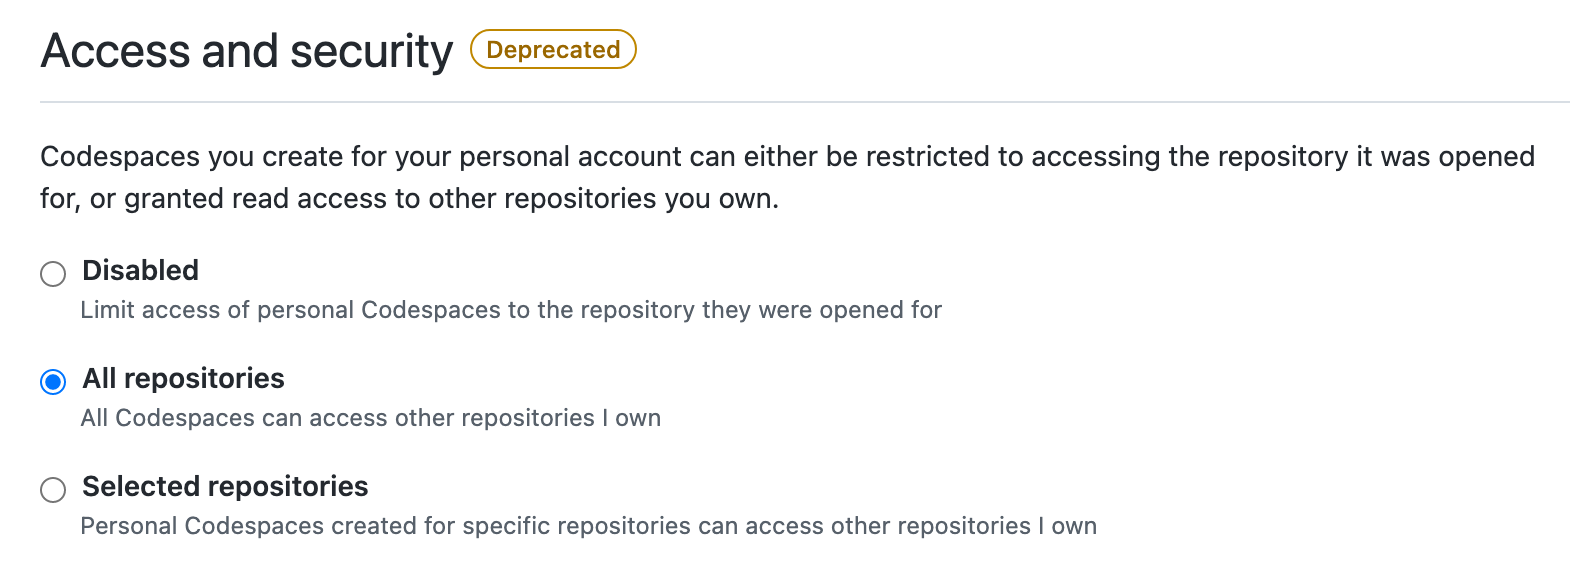 Access and security Deprecated
Codespaces you create for your personal account can either be restricted to accessing the repository it was opened
for, or granted read access to other repositories you own.
Disabled
Limit access of personal Codespaces to the repository they were opened for
All repositories
All Codespaces can access other repositories I own
Selected repositories
Personal Codespaces created for specific repositories can access other repositories I own